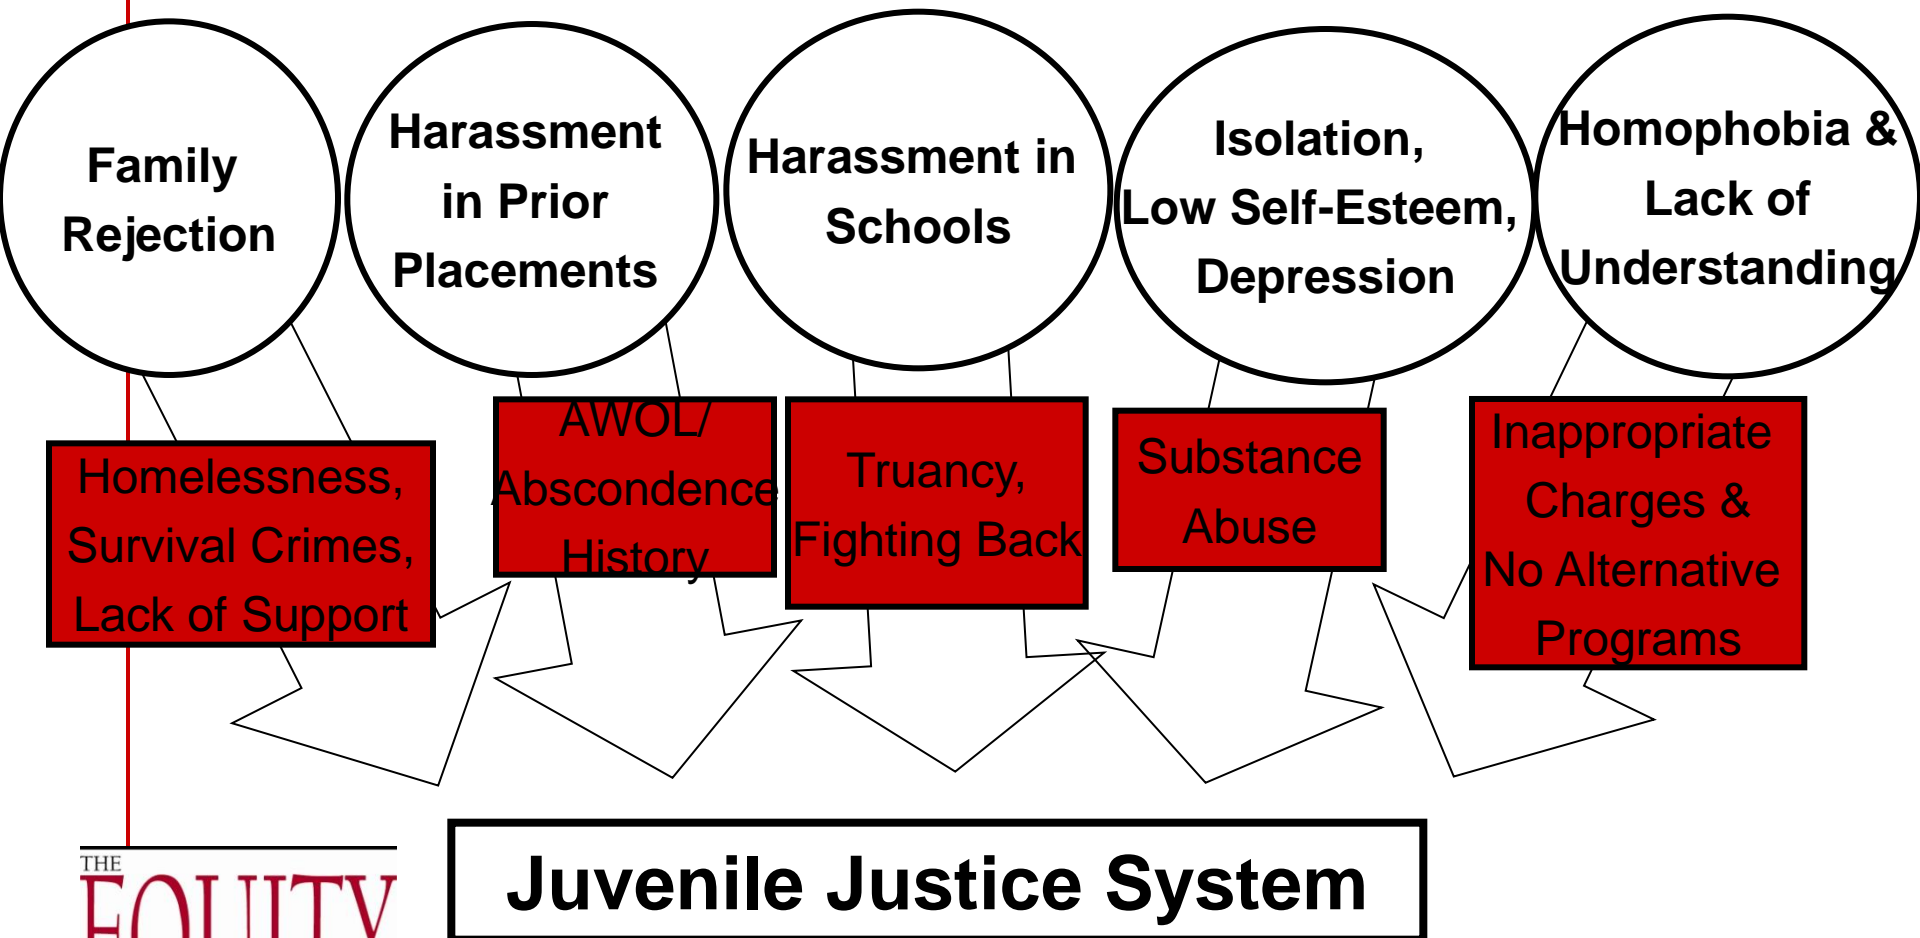 Family
Rejection
Harassment
in Prior
Placements
Harassment in
Schools
Isolation,
Low Self-Esteem,
Depression
Homophobia &
Lack of
Understanding
Homelessness,
Survival Crimes,
Lack of Support
AWOL/
Abscondence
History
Truancy,
Fighting Back
Substance
Abuse
Inappropriate
Charges &
No Alternative
Programs
Juvenile Justice System
THE
EQUITY